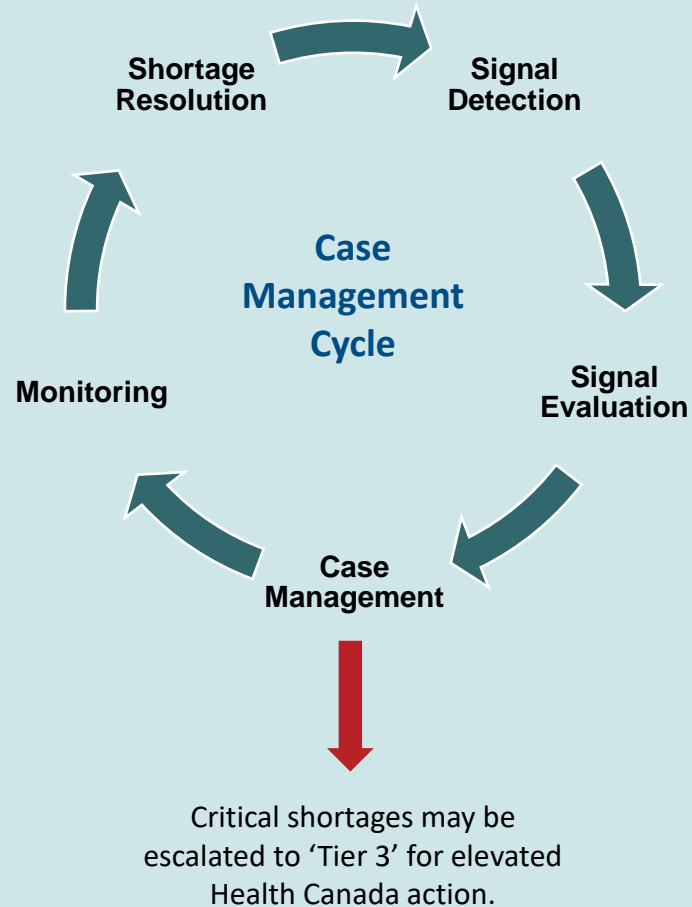 Shortage
Resolution
Signal
Detection
Case
Management
Cycle
Monitoring
Signal
Evaluation
Case
Management
Critical shortages may be
escalated to ‘Tier 3’ for elevated
Health Canada action.